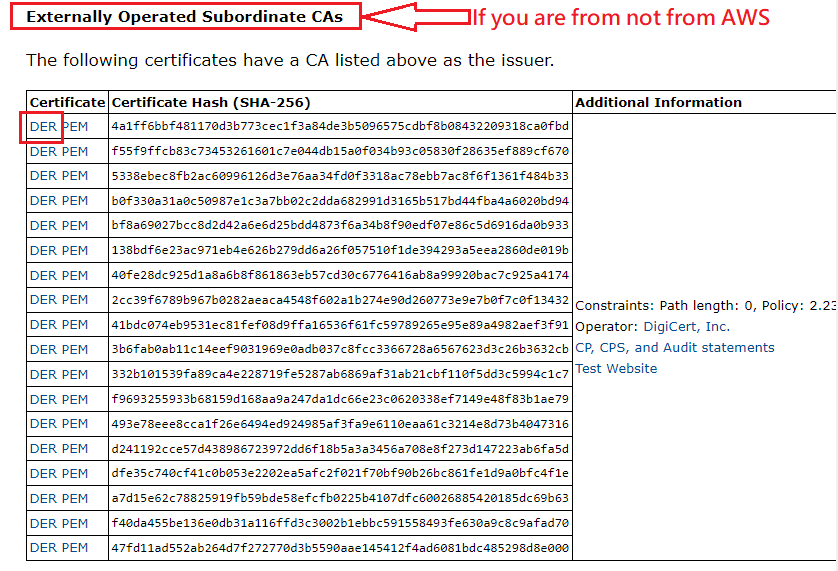 Externally Operated Subordinate CAs
If you are from not from AWS
The following certificates have a CA listed above as the issuer.
Certificate Certificate Hash (SHA-256) Additional Information
DER PEM 4a1ff6bbf481170d3b773cec1f3a84de3b5096575cdbf8b08432209318ca0fbd
DER PEM f55f9ffcb83c73453261601c7e044db15a0f034b93c05830f28635ef889cf670
DER PEM 5338ebec8fb2ac60996126d3e76aa34fd0f3318ac78ebb7ac8f6f1361f484b33
DER PEM b0f330a31a0c50987e1c3a7bb02c2dda682991d3165b517bd44fba4a6020bd94
DER PEM bf8a69027bcc8d2d42a6e6d25bdd4873f6a34b8f90edf07e86c5d6916da0b933
DER PEM 138bdf6e23ac971eb4e626b279dd6a26f057510f1de394293a5eea2860de019b
DER PEM 40fe28dc925d1a8a6b8f861863eb57cd30c6776416ab8a99920bac7c925a4174
DER PEM 2cc39f6789b967b0282aeaca4548f602a1b274e90d260773e9e7b0f7c0f13432
DER PEM 41bdc074eb9531ec81fef08d9ffa16536f61fc59789265e95e89a4982aef3f91
DER PEM 3b6fab0ab11c14eef9031969e0adb037c8fcc3366728a6567623d3c26b3632cb
DER PEM 332b101539fa89ca4e228719fe5287ab6869af31ab21cbf110f5dd3c5994c1c7
DER PEM f9693255933b68159d168aa9a247da1dc66e23c0620338ef7149e48f83b1ae79
DER PEM 493e78eee8cca1f26e6494ed924985af3fa9e6110eaa61c3214e8d73b4047316
DER PEM d241192cce57d438986723972dd6f18b5a3a3456a708e8f273d147223ab6fa5d
DER PEM dfe35c740cf41c0b053e2202ea5afc2f021f70bf90b26bc861fe1d9a0bfc4f1e
DER PEM a7d15e62c78825919fb59bde58efcfb0225b4107dfc60026885420185dc69b63
DER PEM f40da455be136e0db31a116ffd3c3002b1ebbc591558493fe630a9c8c9afad70
DER PEM 47fd11ad552ab264d7f272770d3b5590aae145412f4ad6081bdc485298d8e000
Constraints: Path length: 0, Policy: 2.23
Operator: DigiCert, Inc.
CP, CPS, and Audit statements
Test Website